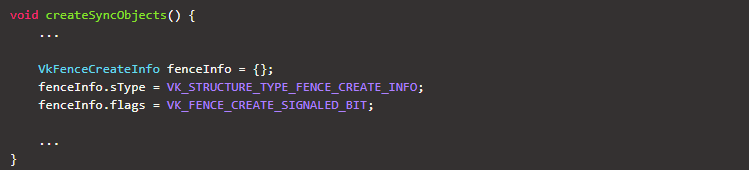 void createSyncObjects() {
    ...
    VkFenceCreateInfo fenceInfo = {};
    fenceInfo.sType = VK_STRUCTURE_TYPE_FENCE_CREATE_INFO;
    fenceInfo.flags = VK_FENCE_CREATE_SIGNALED_BIT;
    ...
}